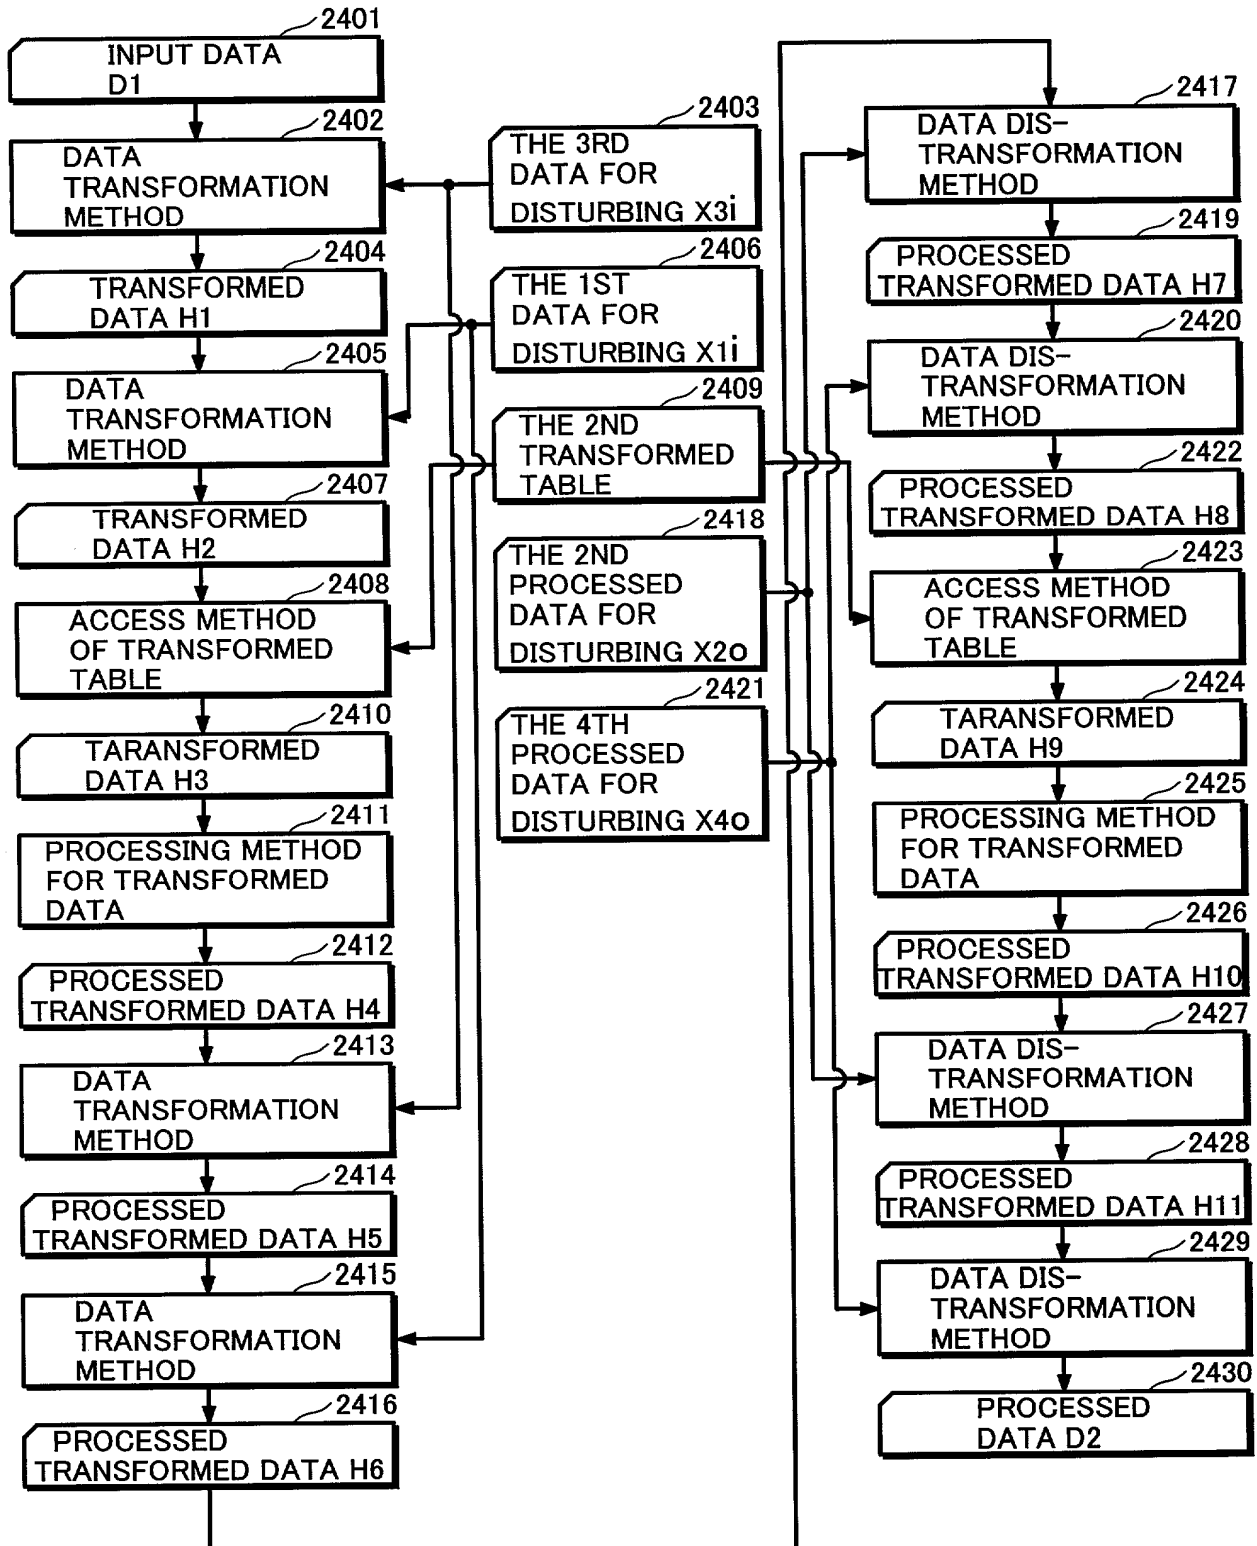 2401
INPUT DATA
D1
2402
DATA
TRANSFORMATION
METHOD
2404
TRANSFORMED
DATA H1
2405
DATA
TRANSFORMATION
METHOD
2407
TRANSFORMED
DATA H2
2408
ACCESS METHOD
OF TRANSFORMED
TABLE
2410
TARANSFORMED
DATA H3
2411
PROCESSING METHOD
FOR TRANSFORMED
DATA
2412
PROCESSED
TRANSFORMED DATA H4
2413
DATA
TRANSFORMATION
METHOD
2414
PROCESSED
TRANSFORMED DATA H5
2415
DATA
TRANSFORMATION
METHOD
2416
PROCESSED
TRANSFORMED DATA H6
2403
THE 3RD
DATA FOR
DISTURBING X3i
2406
THE 1ST
DATA FOR
DISTURBING X1i
2409
THE 2ND
TRANSFORMED
TABLE
2418
THE 2ND
PROCESSED
DATA FOR
DISTURBING X2o
2421
THE 4TH
PROCESSED
DATA FOR
DISTURBING X4o
2417
DATA DIS-
TRANSFORMATION
METHOD
2419
PROCESSED
TRANSFORMED DATA H7
2420
DATA DIS-
TRANSFORMATION
METHOD
2422
PROCESSED
TRANSFORMED DATA H8
2423
ACCESS METHOD
OF TRANSFORMED
TABLE
2424
TARANSFORMED
DATA H9
2425
PROCESSING METHOD
FOR TRANSFORMED
DATA
2426
PROCESSED
TRANSFORMED DATA H10
2427
DATA DIS-
TRANSFORMATION
METHOD
2428
PROCESSED
TRANSFORMED DATA H11
2429
DATA DIS-
TRANSFORMATION
METHOD
2430
PROCESSED
DATA D2